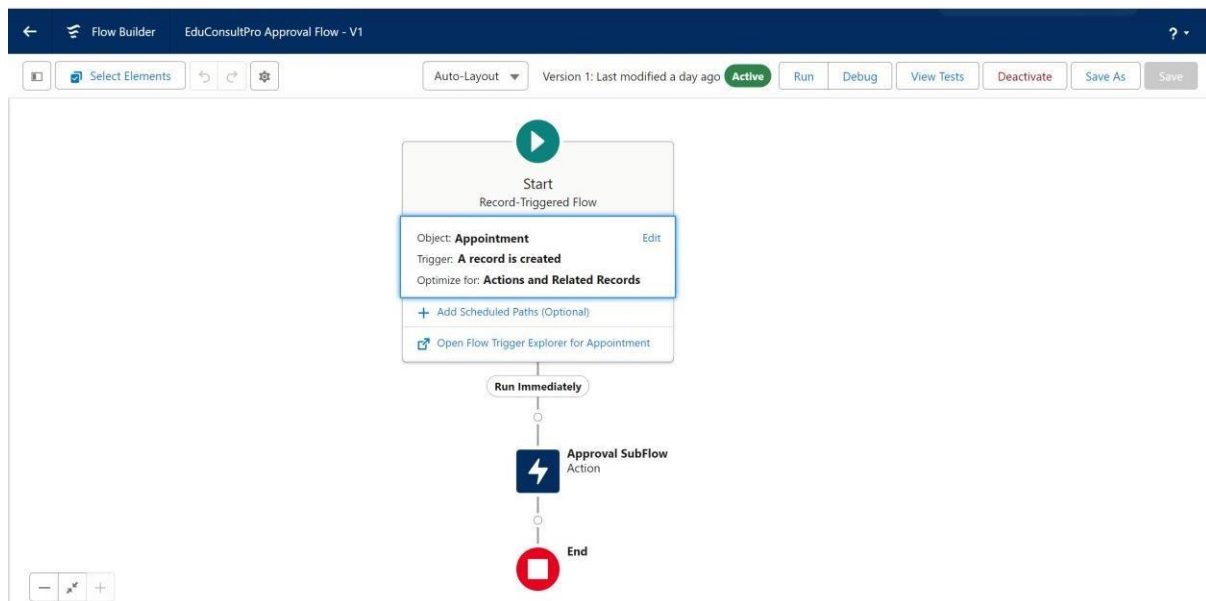 Flow Builder EduConsultPro Approval Flow - V1 ?
Select Elements Auto-Layout Version 1: Last modified a day ago Active Run Debug View Tests Deactivate Save As Save
Start
Record-Triggered Flow
Object: Appointment Edit
Trigger: A record is created
Optimize for: Actions and Related Records
+ Add Scheduled Paths (Optional)
Open Flow Trigger Explorer for Appointment
Run Immediately
Approval SubFlow
Action
End